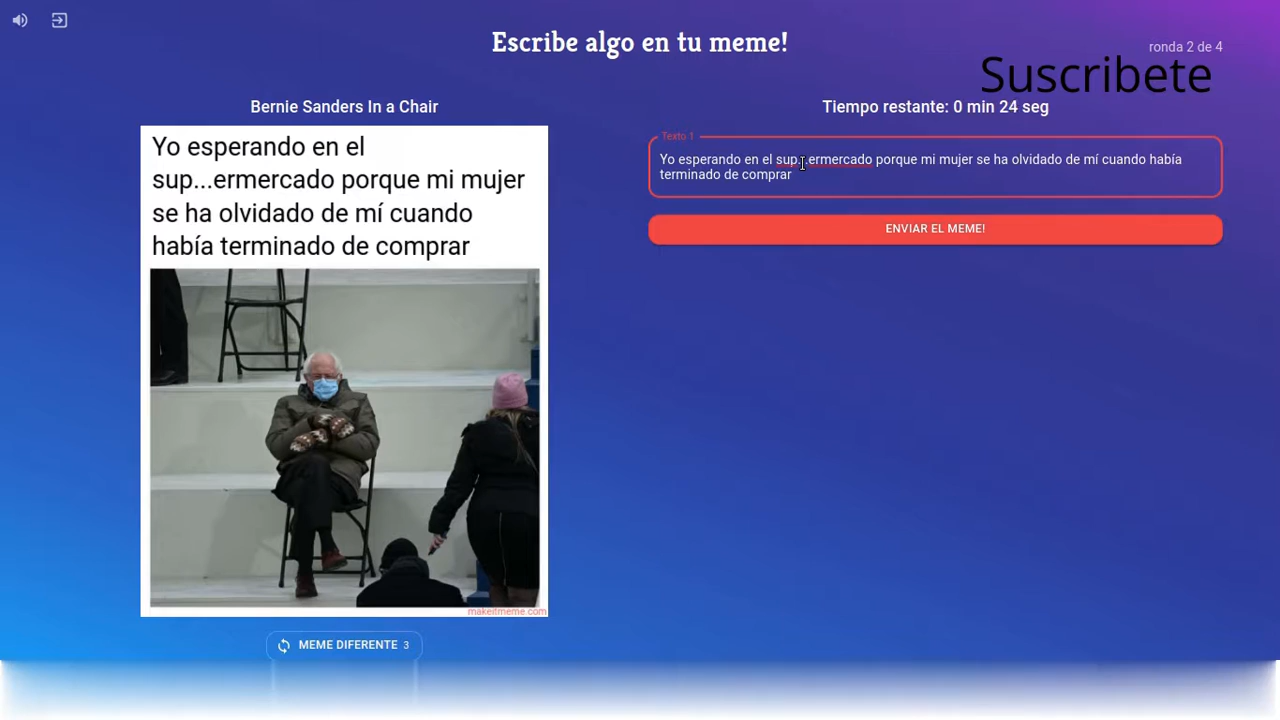 Escribe algo en tu meme!
ronda 2 de 4
Suscribete
Bernie Sanders In a Chair
Yo esperando en el
sup...ermercado porque mi mujer
se ha olvidado de mí cuando
había terminado de comprar
makeitmeme.com
MEME DIFERENTE 3
Tiempo restante: 0 min 24 seg
Texto 1
Yo esperando en el sup...ermercado porque mi mujer se ha olvidado de mí cuando había
terminado de comprar
ENVIAR EL MEME!